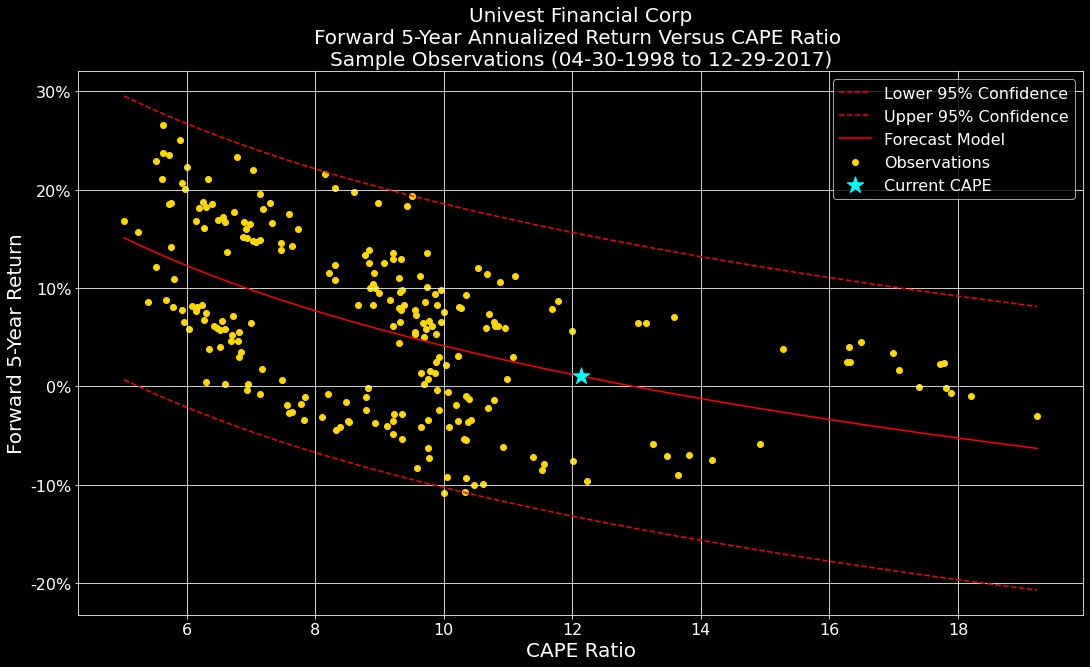 Univest Financial Corp
Forward 5-Year Annualized Return Versus CAPE Ratio
Sample Observations (04-30-1998 to 12-29-2017)
Lower 95% Confidence
Upper 95% Confidence
Forecast Model
Observations
Current CAPE
Forward 5-Year Return
30%
20%
10%
0%
-10%
-20%
6 8 10 12 14 16 18
CAPE Ratio